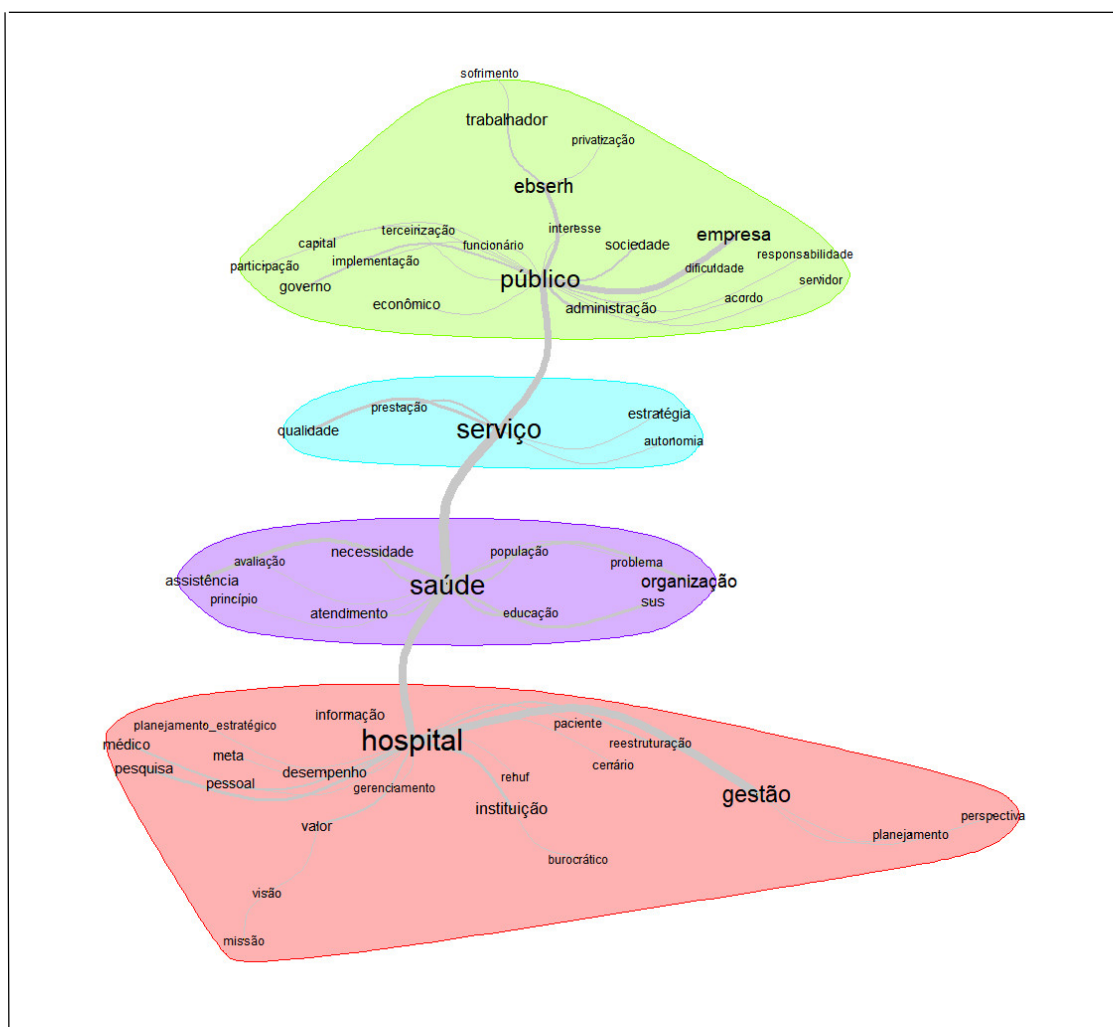 sofrimento
trabalhador
privatização
ebserh
terceirização
interesse
capital
funcionário
sociedade
empresa
participação
implementação
dificuldade
responsabilidade
governo
público
servidor
econômico
administração
acordo
prestação
estratégia
qualidade
serviço
autonomia
avaliação
necessidade
população
problema
assistência
saúde
organização
princípio
atendimento
educação
sus
informação
planejamento_estratégico
paciente
médico
hospital
reestruturação
meta
cenário
pesquisa
pessoal
desempenho
gerenciamento
rehuf
gestão
instituição
valor
perspectiva
planejamento
burocrático
visão
missão